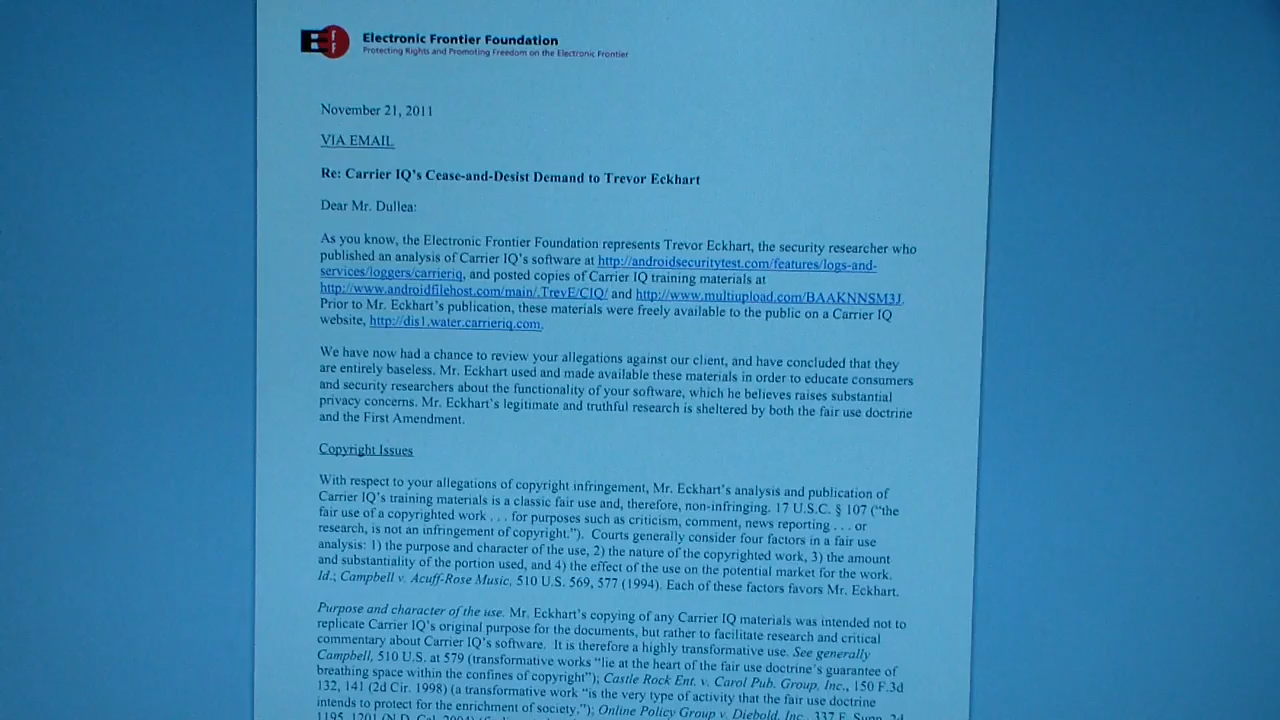 EFF
Electronic Frontier Foundation
Protecting Rights and Promoting Freedom on the Electronic Frontier
November 21, 2011
VIA EMAIL
Re: Carrier IQ's Cease-and-Desist Demand to Trevor Eckhart
Dear Mr. Dullea:
As you know, the Electronic Frontier Foundation represents Trevor Eckhart, the security researcher who
published an analysis of Carrier IQ's software at http://androidsecuritytest.com/features/logs-and-
services/loggers/carrieriq, and posted copies of Carrier IQ training materials at
http://www.androidfilehost.com/main/.TrevE/CIQ/ and http://www.multiupload.com/BAAKNNSM3J.
Prior to Mr. Eckhart's publication, these materials were freely available to the public on a Carrier IQ
website, http://dis1.water.carrieriq.com.
We have now had a chance to review your allegations against our client, and have concluded that they
are entirely baseless. Mr. Eckhart used and made available these materials in order to educate consumers
and security researchers about the functionality of your software, which he believes raises substantial
privacy concerns. Mr. Eckhart's legitimate and truthful research is sheltered by both the fair use doctrine
and the First Amendment.
Copyright Issues
With respect to your allegations of copyright infringement, Mr. Eckhart's analysis and publication of
Carrier IQ's training materials is a classic fair use and, therefore, non-infringing. 17 U.S.C. § 107 ("the
fair use of a copyrighted work . . . for purposes such as criticism, comment, news reporting . . . or
research, is not an infringement of copyright."). Courts generally consider four factors in a fair use
analysis: 1) the purpose and character of the use, 2) the nature of the copyrighted work, 3) the amount
and substantiality of the portion used, and 4) the effect of the use on the potential market for the work.
Id.; Campbell v. Acuff-Rose Music, 510 U.S. 569, 577 (1994). Each of these factors favors Mr. Eckhart.
Purpose and character of the use. Mr. Eckhart's copying of any Carrier IQ materials was intended not to
replicate Carrier IQ's original purpose for the documents, but rather to facilitate research and critical
commentary about Carrier IQ's software. It is therefore a highly transformative use. See generally
Campbell, 510 U.S. at 579 (transformative works "lie at the heart of the fair use doctrine's guarantee of
breathing space within the confines of copyright"); Castle Rock Ent. v. Carol Pub. Group, Inc., 150 F.3d
132, 141 (2d Cir. 1998) (a transformative work "is the very type of activity that the fair use doctrine
intends to protect for the enrichment of society."); Online Policy Group v. Diebold, Inc., 337 F. Supp. 2d
1195, 1201 (N.D. Cal. 2004)